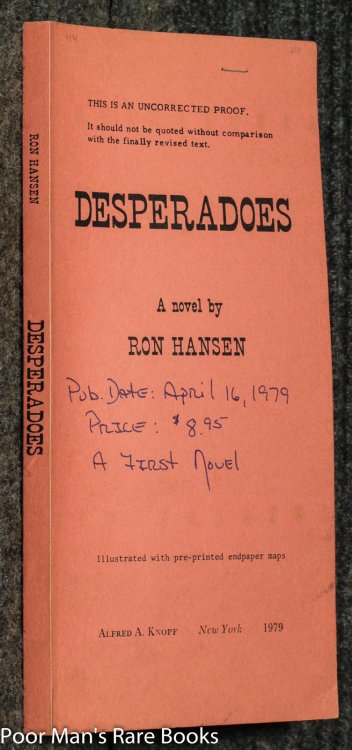 THIS IS AN UNCORRECTED PROOF.
It should not be quoted without comparison
with the finally revised text.
DESPERADOES
A novel by
RON HANSEN
Pub. Date: April 16, 1979
Price: $8.95
A First Novel
Illustrated with pre-printed endpaper maps
ALFRED A. KNOPF New York 1979
RON HANSEN
DESPERADOES
Poor Man's Rare Books